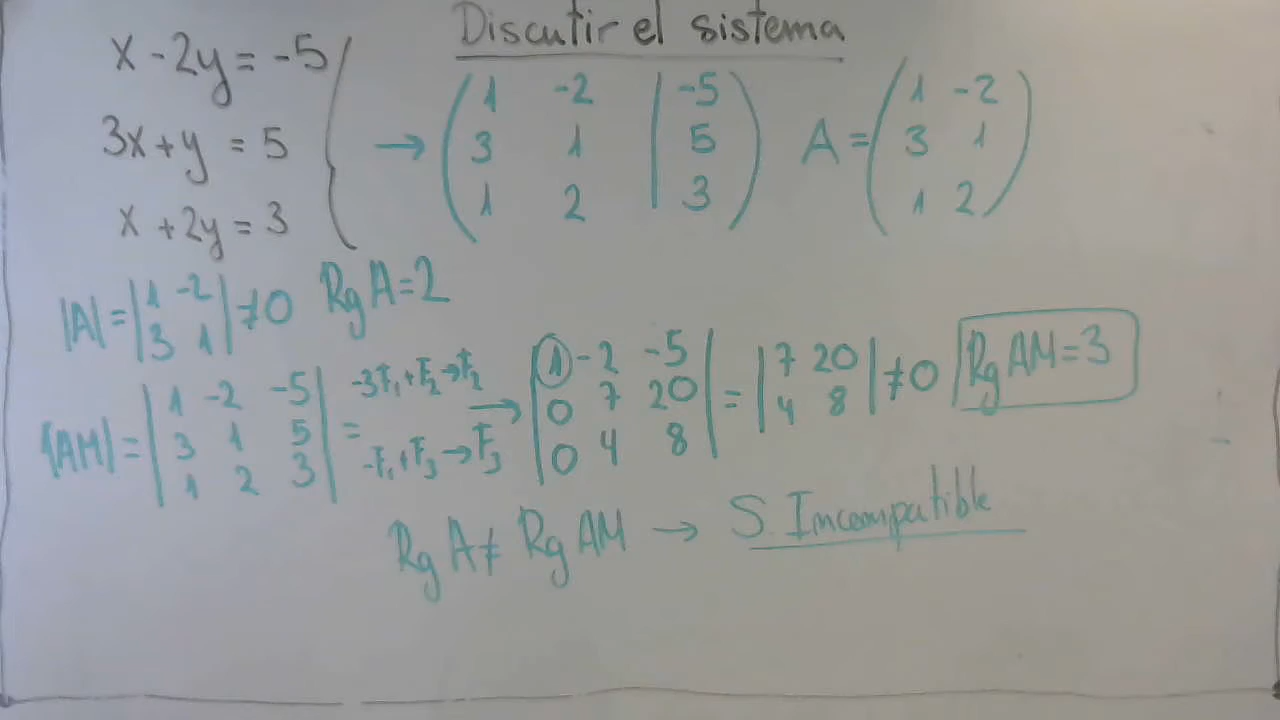 Discutir el sistema
x - 2y = -5
3x + y = 5
x + 2y = 3
→ ( 1 -2 | -5
3 1 | 5
1 2 | 3 )
A = ( 1 -2
3 1
1 2 )
|A| = | 1 -2
3 1 | ≠ 0 Rg A = 2
|AM| = | 1 -2 -5
3 1 5
1 2 3 | =
-3F₁ + F₂ → F₂
-F₁ + F₃ → F₃
→ | 1 -2 -5
0 7 20
0 4 8 |
= | 7 20
4 8 | ≠ 0
Rg AM = 3
Rg A ≠ Rg AM → S. Incompatible